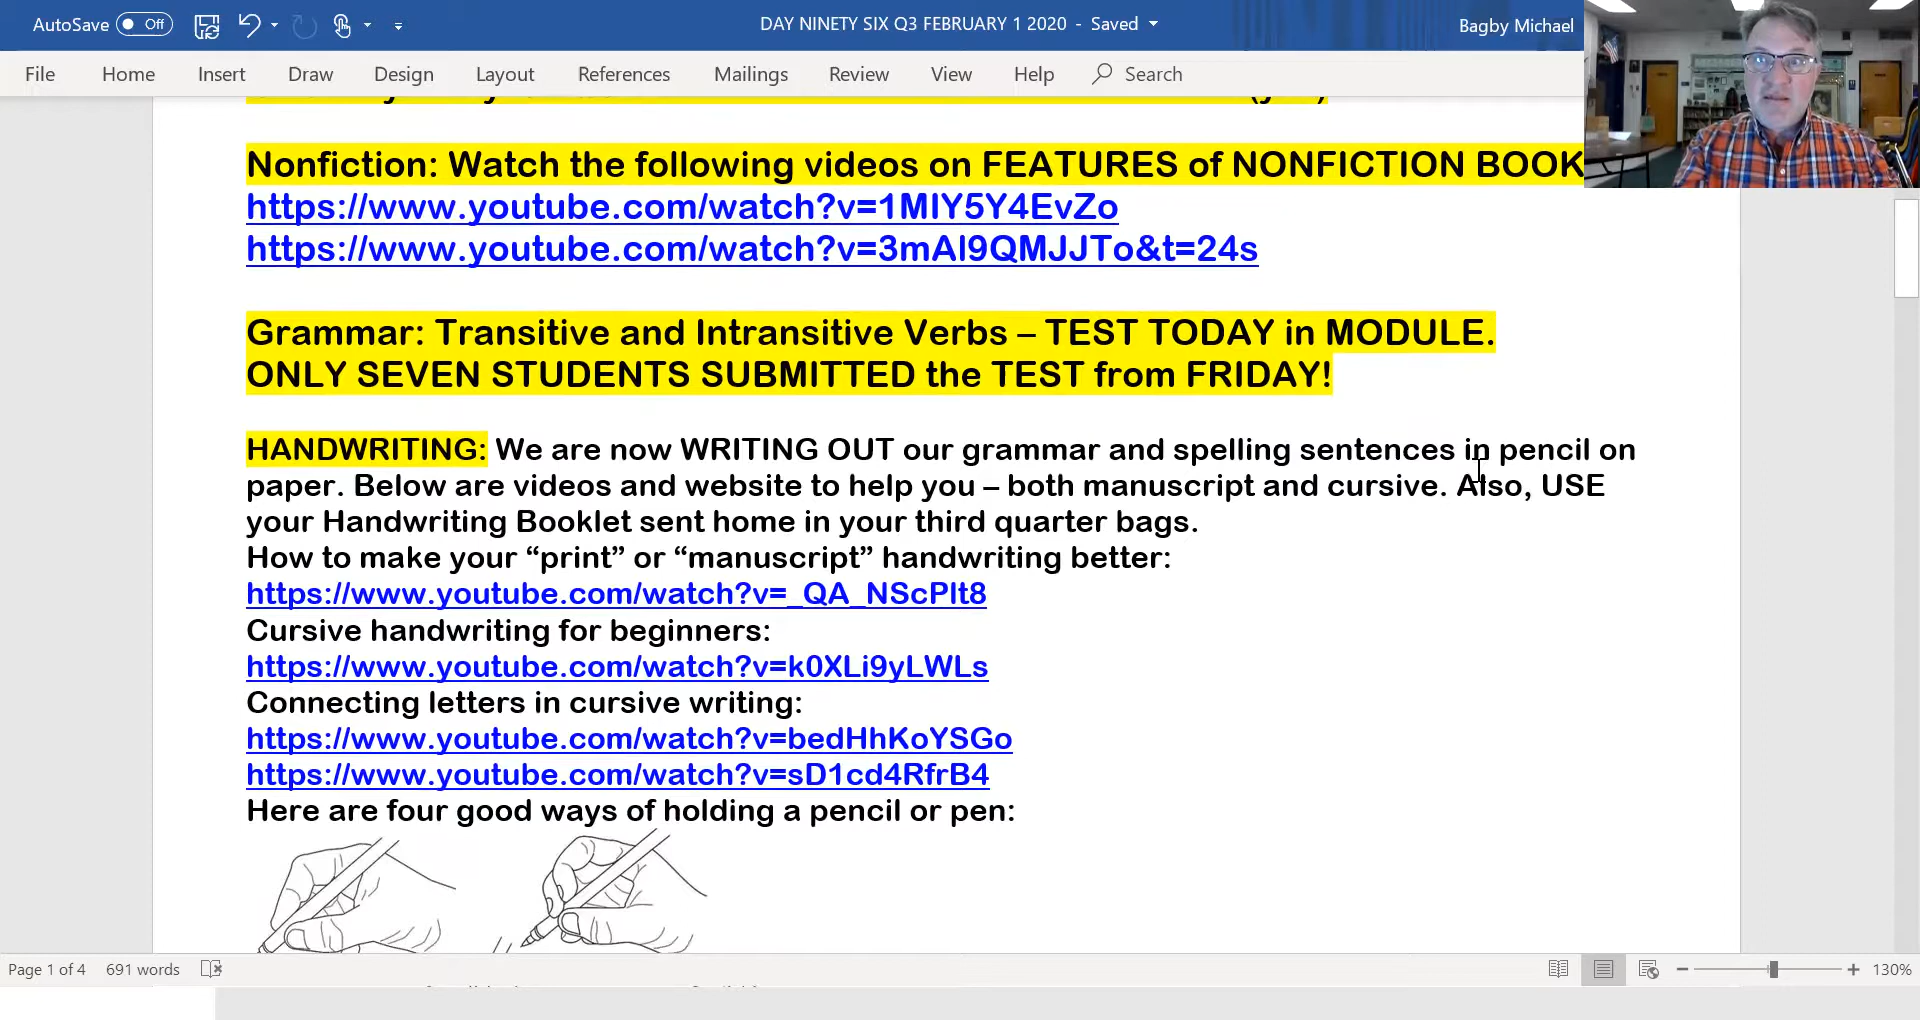 AutoSave Off DAY NINETY SIX Q3 FEBRUARY 1 2020 - Saved Bagby Michael
File Home Insert Draw Design Layout References Mailings Review View Help Search
Nonfiction: Watch the following videos on FEATURES of NONFICTION BOOK
https://www.youtube.com/watch?v=1MIY5Y4EvZo
https://www.youtube.com/watch?v=3mAl9QMJJTo&t=24s
Grammar: Transitive and Intransitive Verbs – TEST TODAY in MODULE.
ONLY SEVEN STUDENTS SUBMITTED the TEST from FRIDAY!
HANDWRITING: We are now WRITING OUT our grammar and spelling sentences in pencil on
paper. Below are videos and website to help you – both manuscript and cursive. Also, USE
your Handwriting Booklet sent home in your third quarter bags.
How to make your “print” or “manuscript” handwriting better:
https://www.youtube.com/watch?v=_QA_NScPIt8
Cursive handwriting for beginners:
https://www.youtube.com/watch?v=k0XLi9yLWLs
Connecting letters in cursive writing:
https://www.youtube.com/watch?v=bedHhKoYSGo
https://www.youtube.com/watch?v=sD1cd4RfrB4
Here are four good ways of holding a pencil or pen:
Page 1 of 4 691 words 130%